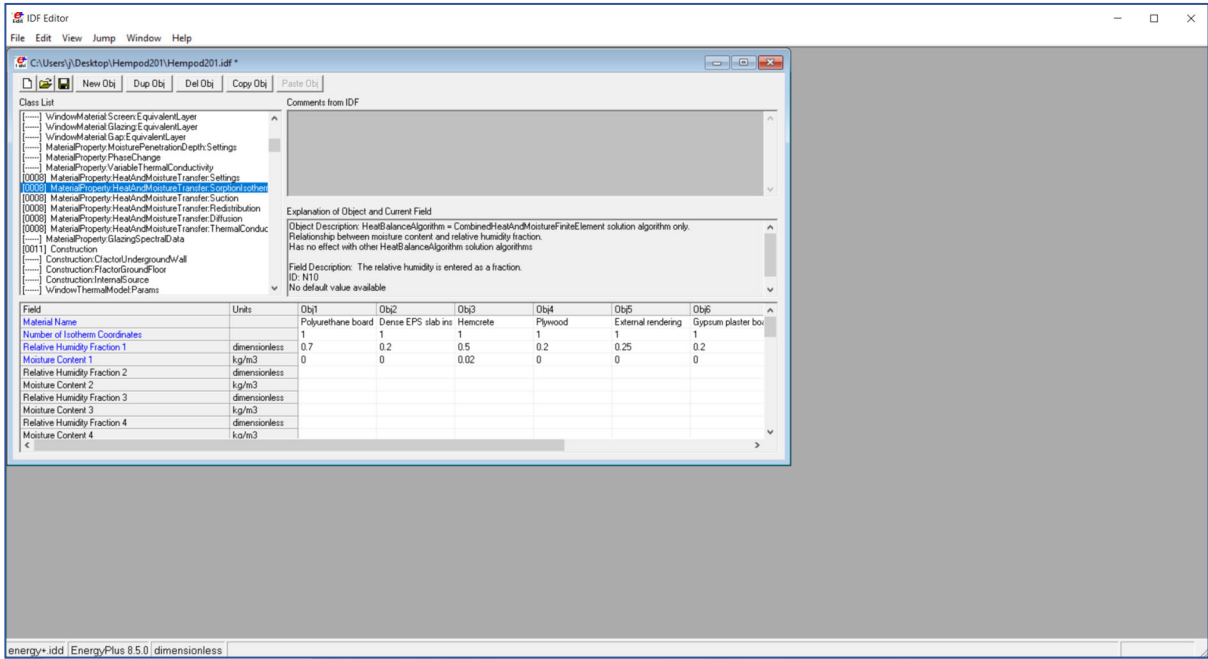 IDF Editor
File Edit View Jump Window Help
C:\Users\j\Desktop\Hempod201\Hempod201.idf *
New Obj Dup Obj Del Obj Copy Obj Paste Obj
Class List
Comments from IDF
[------] WindowMaterial:Screen:EquivalentLayer
[------] WindowMaterial:Glazing:EquivalentLayer
[------] WindowMaterial:Gap:EquivalentLayer
[------] MaterialProperty:MoisturePenetrationDepth:Settings
[------] MaterialProperty:PhaseChange
[------] MaterialProperty:VariableThermalConductivity
[0008] MaterialProperty:HeatAndMoistureTransfer:Settings
[0008] MaterialProperty:HeatAndMoistureTransfer:SorptionIsother
[0008] MaterialProperty:HeatAndMoistureTransfer:Suction
[0008] MaterialProperty:HeatAndMoistureTransfer:Redistribution
[0008] MaterialProperty:HeatAndMoistureTransfer:Diffusion
[0008] MaterialProperty:HeatAndMoistureTransfer:ThermalConduc
[------] MaterialProperty:GlazingSpectralData
[0011] Construction
[------] Construction:CfactorUndergroundWall
[------] Construction:FfactorGroundFloor
[------] Construction:InternalSource
[------] WindowThermalModel:Params
Explanation of Object and Current Field
Object Description: HeatBalanceAlgorithm = CombinedHeatAndMoistureFiniteElement solution algorithm only.
Relationship between moisture content and relative humidity fraction.
Has no effect with other HeatBalanceAlgorithm solution algorithms
Field Description: The relative humidity is entered as a fraction.
ID: N10
No default value available
Field Units Obj1 Obj2 Obj3 Obj4 Obj5 Obj6
Material Name Polyurethane board Dense EPS slab ins Hemcrete Plywood External rendering Gypsum plaster boa
Number of Isotherm Coordinates 1 1 1 1 1 1
Relative Humidity Fraction 1 dimensionless 0.7 0.2 0.5 0.2 0.25 0.2
Moisture Content 1 kg/m3 0 0 0.02 0 0 0
Relative Humidity Fraction 2 dimensionless
Moisture Content 2 kg/m3
Relative Humidity Fraction 3 dimensionless
Moisture Content 3 kg/m3
Relative Humidity Fraction 4 dimensionless
Moisture Content 4 kg/m3
energy+.idd EnergyPlus 8.5.0 dimensionless